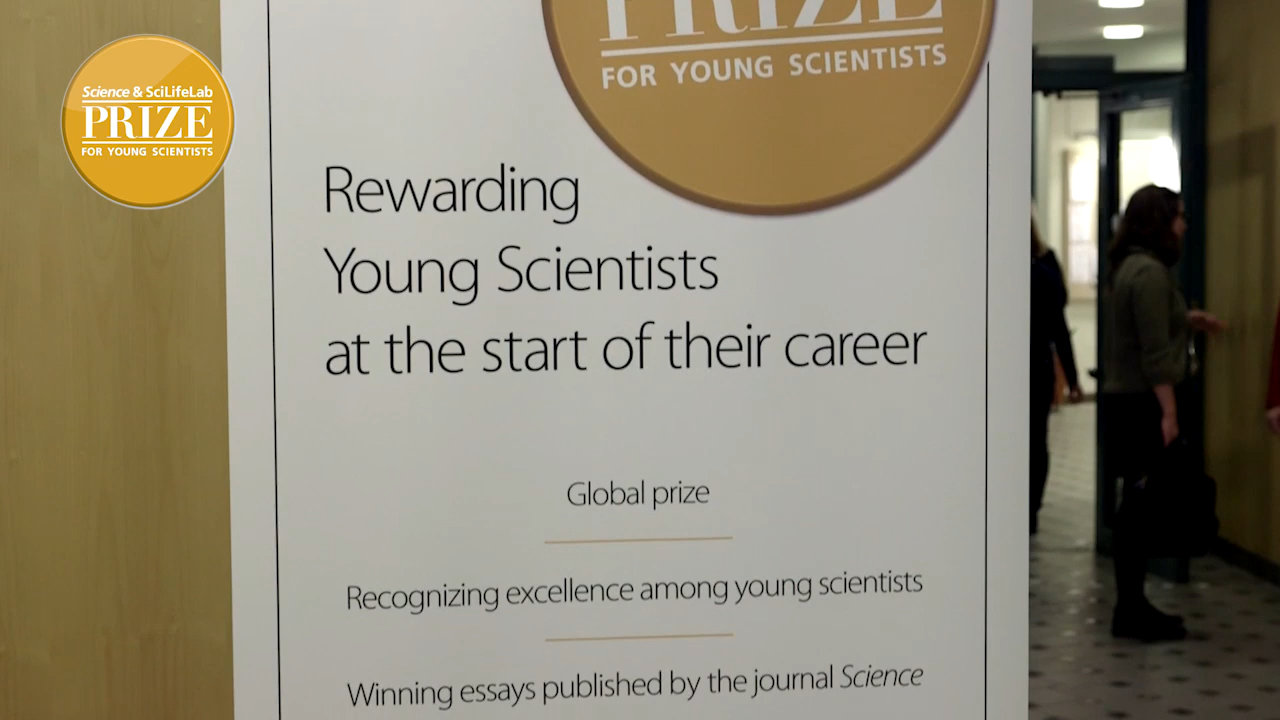 Science & SciLifeLab
PRIZE
FOR YOUNG SCIENTISTS
PRIZE
FOR YOUNG SCIENTISTS
Rewarding
Young Scientists
at the start of their career
Global prize
Recognizing excellence among young scientists
Winning essays published by the journal Science